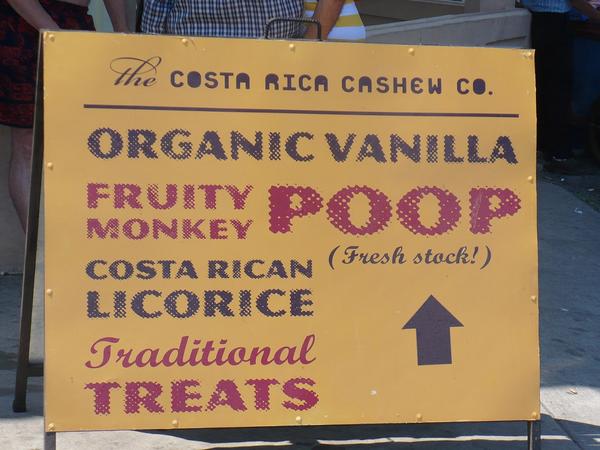 the COSTA RICA CASHEW CO.
ORGANIC VANILLA
FRUITY MONKEY POOP
(Fresh stock!)
COSTA RICAN
LICORICE
Traditional
TREATS